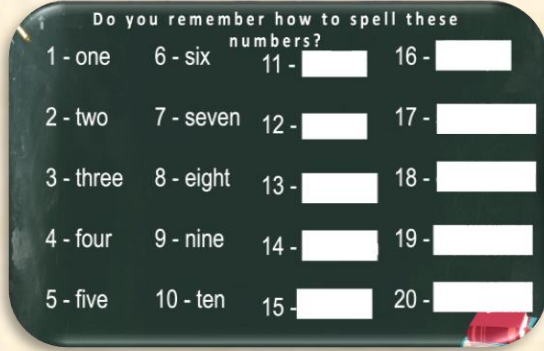 Do you remember how to spell these
numbers?
1 - one
2 - two
3 - three
4 - four
5 - five
6 - six
7 - seven
8 - eight
9 - nine
10 - ten
11 -
12 -
13 -
14 -
15 -
16 -
17 -
18 -
19 -
20 -